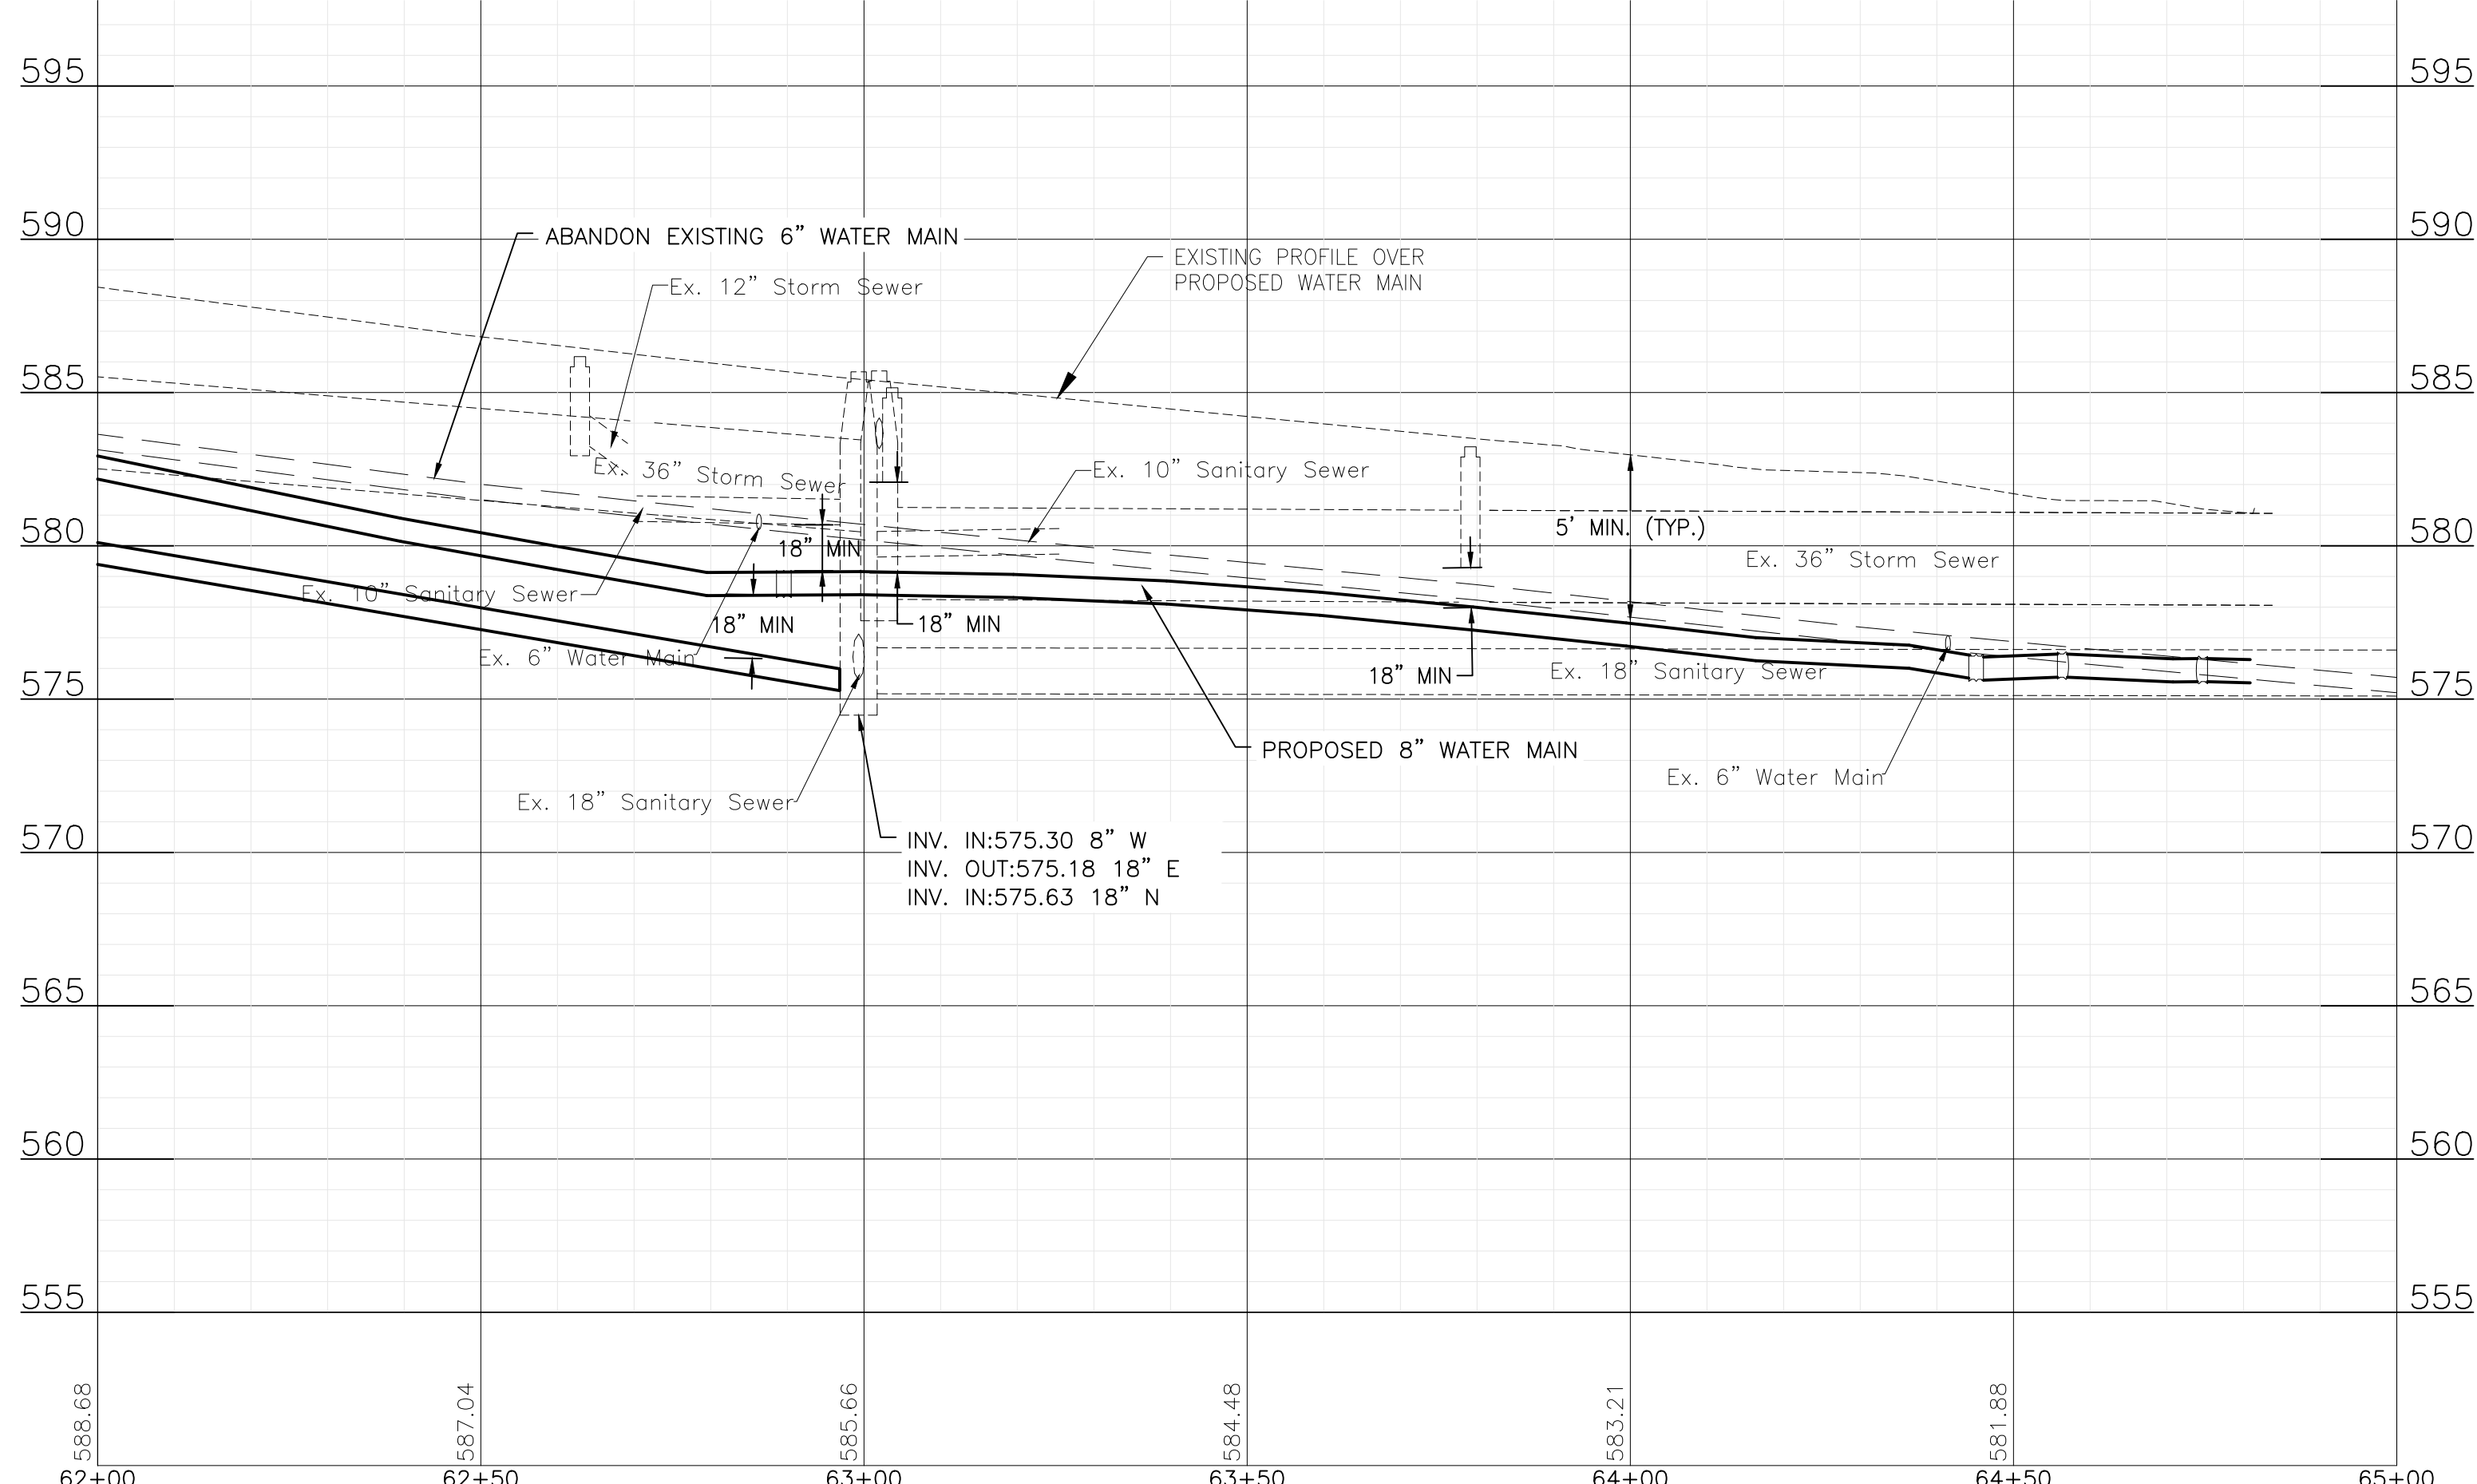 595 595
590 590
ABANDON EXISTING 6” WATER MAIN
EXISTING PROFILE OVER
PROPOSED WATER MAIN
Ex. 12” Storm Sewer
585 585
Ex. 36” Storm Sewer
Ex. 10” Sanitary Sewer
5’ MIN. (TYP.)
580 580
18” MIN
Ex. 36” Storm Sewer
Ex. 10” Sanitary Sewer
18” MIN
18” MIN
Ex. 6” Water Main
18” MIN
Ex. 18” Sanitary Sewer
575 575
PROPOSED 8” WATER MAIN
Ex. 6” Water Main
Ex. 18” Sanitary Sewer
570 570
INV. IN:575.30 8” W
INV. OUT:575.18 18” E
INV. IN:575.63 18” N
565 565
560 560
555 555
588.68 587.04 585.66 584.48 583.21 581.88
62+00 62+50 63+00 63+50 64+00 64+50 65+00